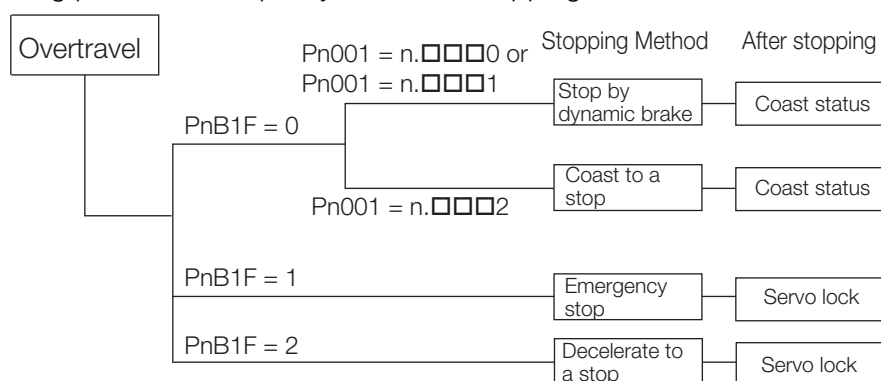 Overtravel
Pn001 = n.□□□0 or
Pn001 = n.□□□1
Stopping Method
After stopping
PnB1F = 0
Stop by
dynamic brake
Coast status
Pn001 = n.□□□2
Coast to a
stop
Coast status
PnB1F = 1
Emergency
stop
Servo lock
PnB1F = 2
Decelerate to
a stop
Servo lock